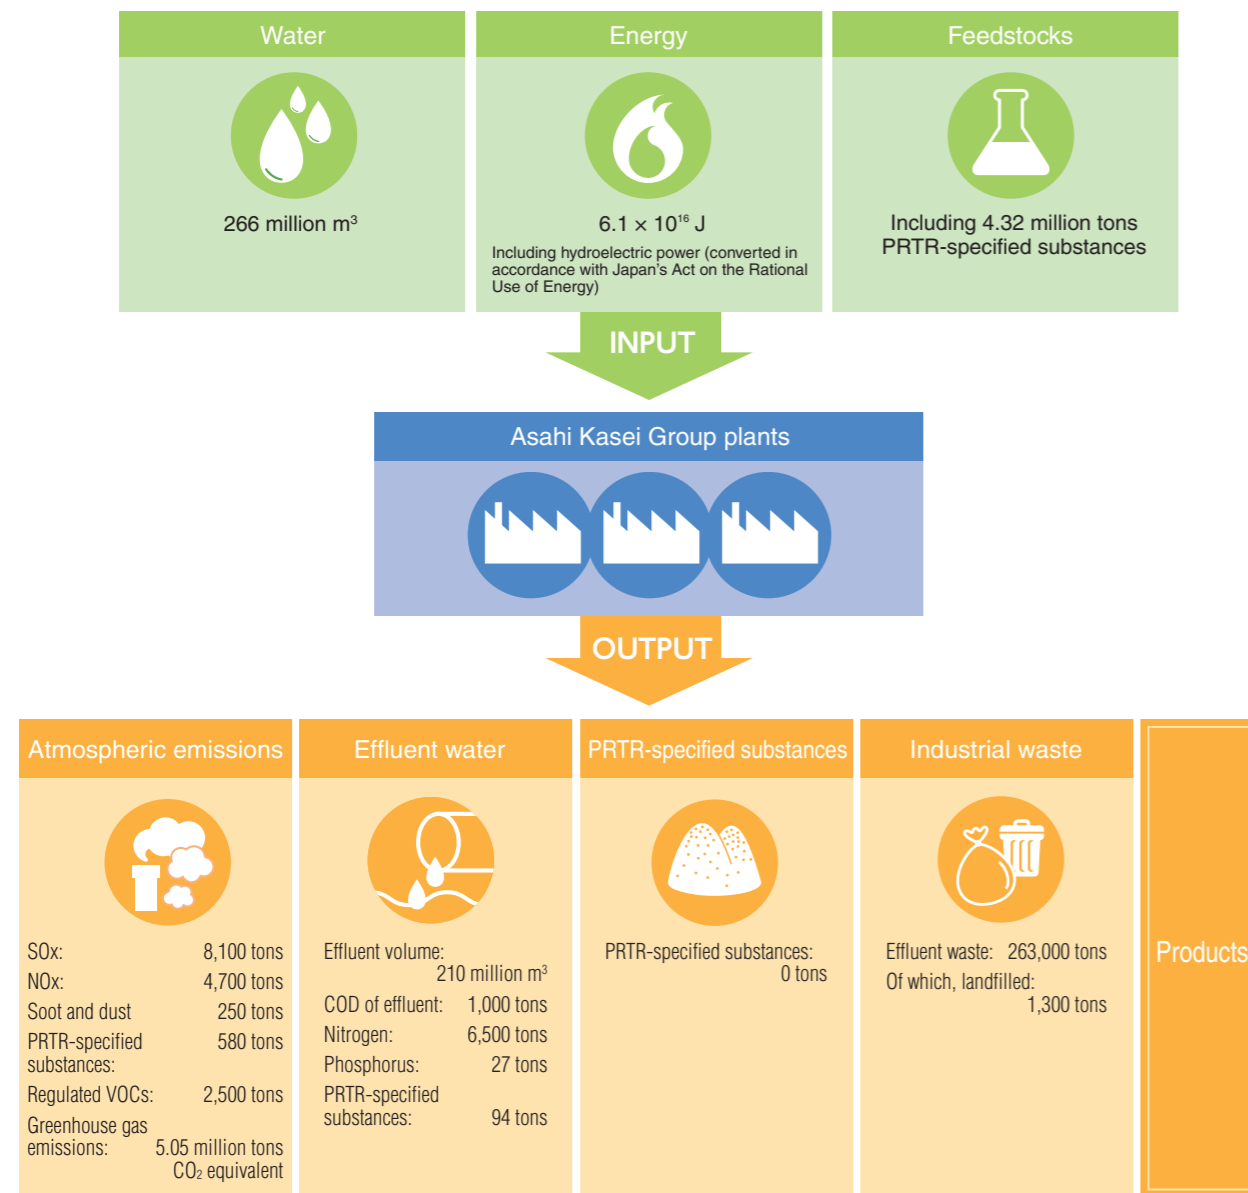 Water
266 million m³
Energy
6.1 × 10¹⁶ J
Including hydroelectric power (converted in
accordance with Japan's Act on the Rational
Use of Energy)
Feedstocks
Including 4.32 million tons
PRTR-specified substances
INPUT
Asahi Kasei Group plants
OUTPUT
Atmospheric emissions
SOx: 8,100 tons
NOx: 4,700 tons
Soot and dust 250 tons
PRTR-specified 580 tons
substances:
Regulated VOCs: 2,500 tons
Greenhouse gas
emissions: 5.05 million tons
CO₂ equivalent
Effluent water
Effluent volume:
210 million m³
COD of effluent: 1,000 tons
Nitrogen: 6,500 tons
Phosphorus: 27 tons
PRTR-specified
substances: 94 tons
PRTR-specified substances
PRTR-specified substances:
0 tons
Industrial waste
Effluent waste: 263,000 tons
Of which, landfilled:
1,300 tons
Products